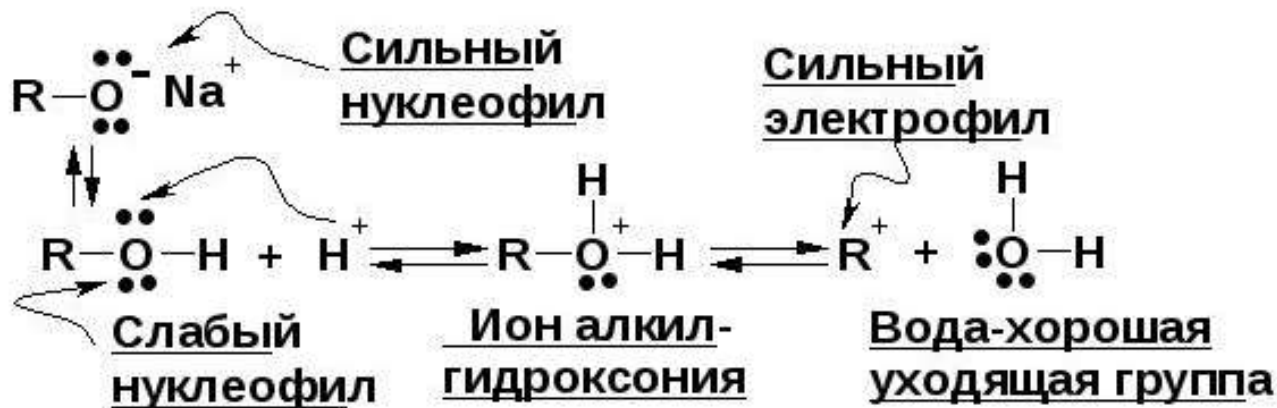 Сильный
нуклеофил
Сильный
электрофил
R–O⁻ Na⁺
H
H
R–O–H + H⁺ ⇌ R–O⁺–H ⇌ R⁺ + O–H
Слабый
нуклеофил
Ион алкил-
гидроксония
Вода-хорошая
уходящая группа